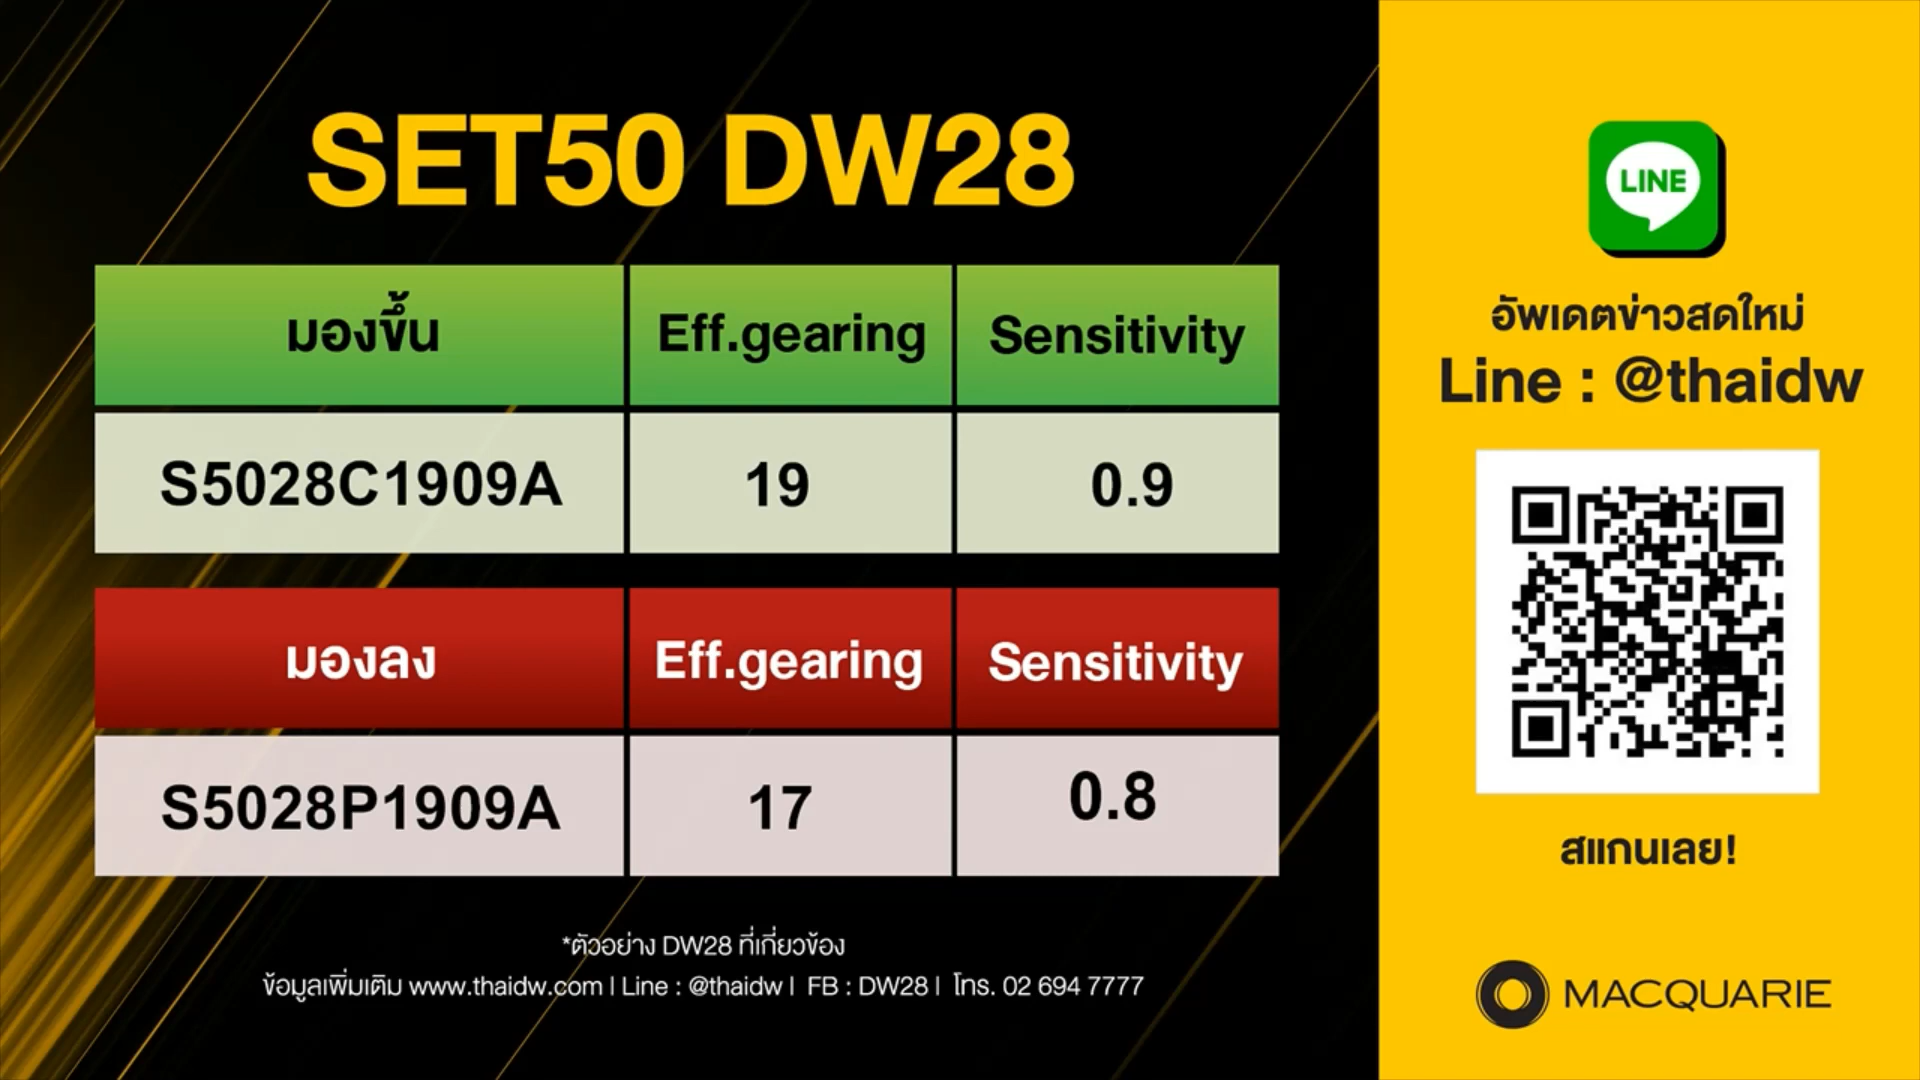 SET50 DW28
มองขึ้น Eff.gearing Sensitivity
S5028C1909A 19 0.9
มองลง Eff.gearing Sensitivity
S5028P1909A 17 0.8
*ตัวอย่าง DW28 ที่เกี่ยวข้อง
ข้อมูลเพิ่มเติม www.thaidw.com | Line : @thaidw | FB : DW28 | โทร. 02 694 7777
LINE
อัพเดตข่าวสดใหม่
Line : @thaidw
สแกนเลย!
MACQUARIE